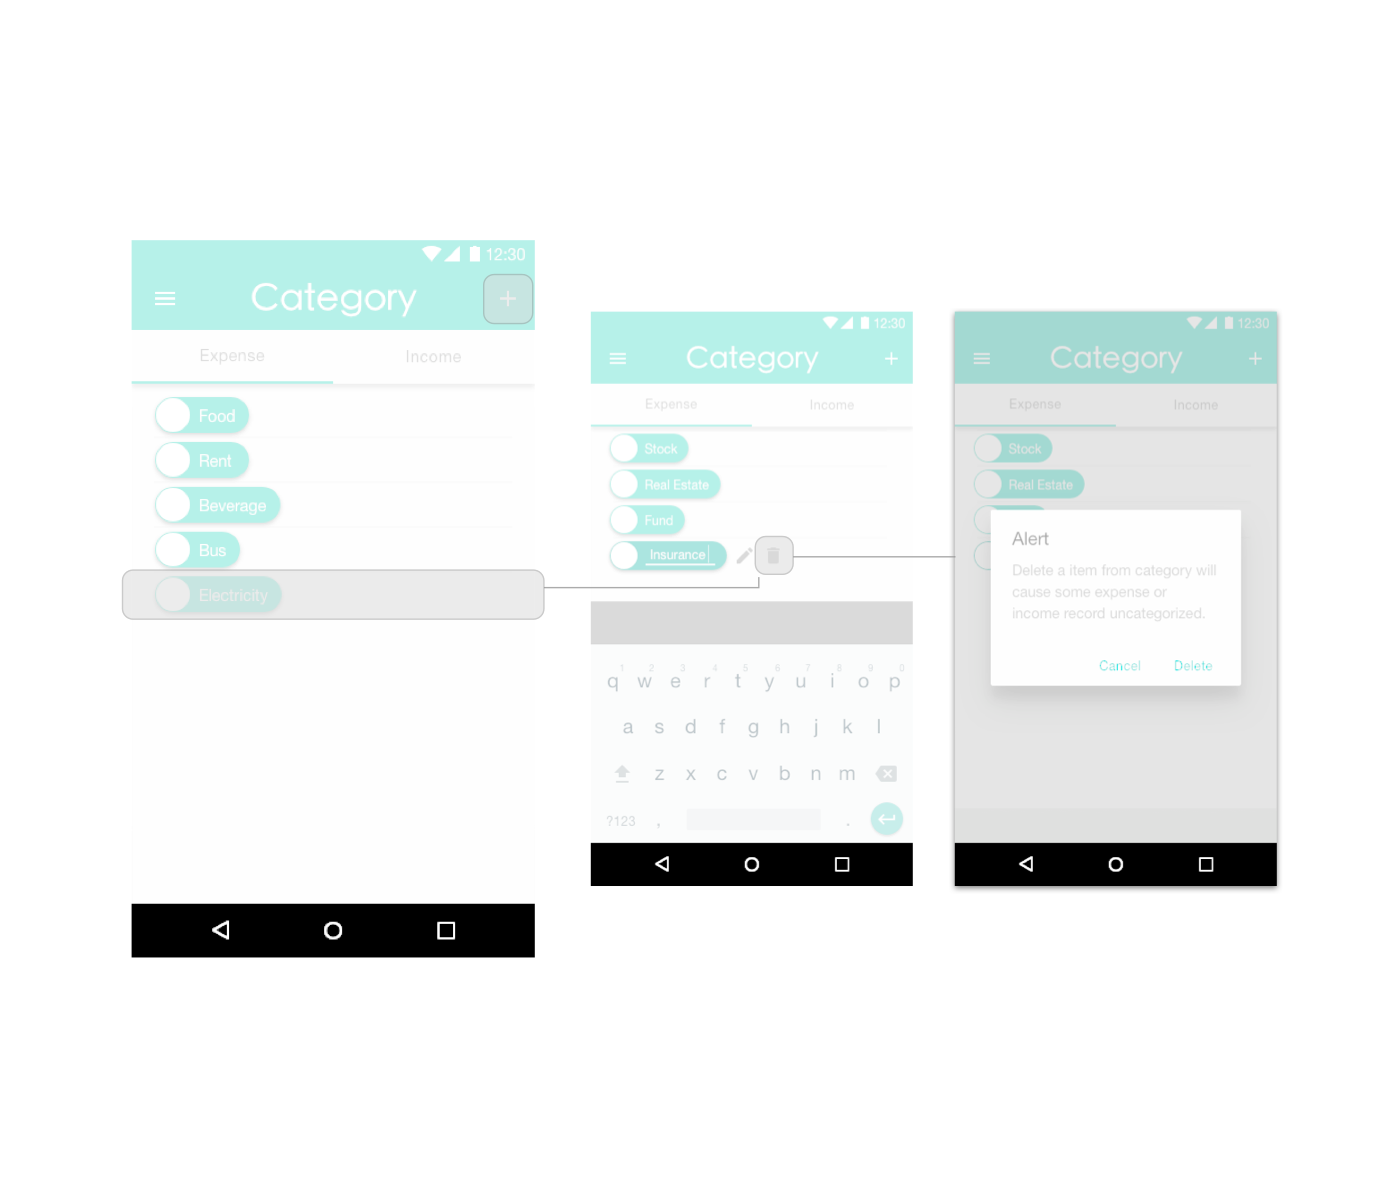 12:30
Category
Expense Income
Food
Rent
Beverage
Bus
Electricity
12:30
Category
Expense Income
Stock
Real Estate
Fund
Insurance
1 2 3 4 5 6 7 8 9 0
q w e r t y u i o p
a s d f g h j k l
z x c v b n m
?123 , .
12:30
Category
Expense Income
Stock
Real Estate
Alert
Delete a item from category will
cause some expense or
income record uncategorized.
Cancel Delete